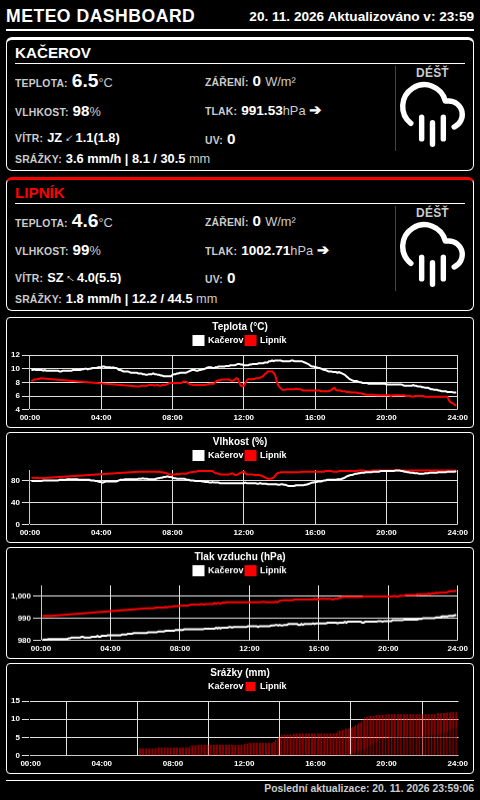 METEO DASHBOARD
20. 11. 2026 Aktualizováno v: 23:59
KAČEROV
TEPLOTA: 6.5°C
ZÁŘENÍ: 0 W/m²
DÉŠŤ
VLHKOST: 98%
TLAK: 991.53hPa ➔
VÍTR: JZ ↙ 1.1(1.8)
UV: 0
SRÁŽKY: 3.6 mm/h | 8.1 / 30.5 mm
LIPNÍK
TEPLOTA: 4.6°C
ZÁŘENÍ: 0 W/m²
DÉŠŤ
VLHKOST: 99%
TLAK: 1002.71hPa ➔
VÍTR: SZ ↖ 4.0(5.5)
UV: 0
SRÁŽKY: 1.8 mm/h | 12.2 / 44.5 mm
Teplota (°C)
Kačerov Lipník
12
10
8
6
4
00:00 04:00 08:00 12:00 16:00 20:00 24:00
Vlhkost (%)
Kačerov Lipník
80
40
0
00:00 04:00 08:00 12:00 16:00 20:00 24:00
Tlak vzduchu (hPa)
Kačerov Lipník
1,000
990
980
00:00 04:00 08:00 12:00 16:00 20:00 24:00
Srážky (mm)
Kačerov Lipník
15
10
5
0
00:00 04:00 08:00 12:00 16:00 20:00 24:00
Poslední aktualizace: 20. 11. 2026 23:59:06